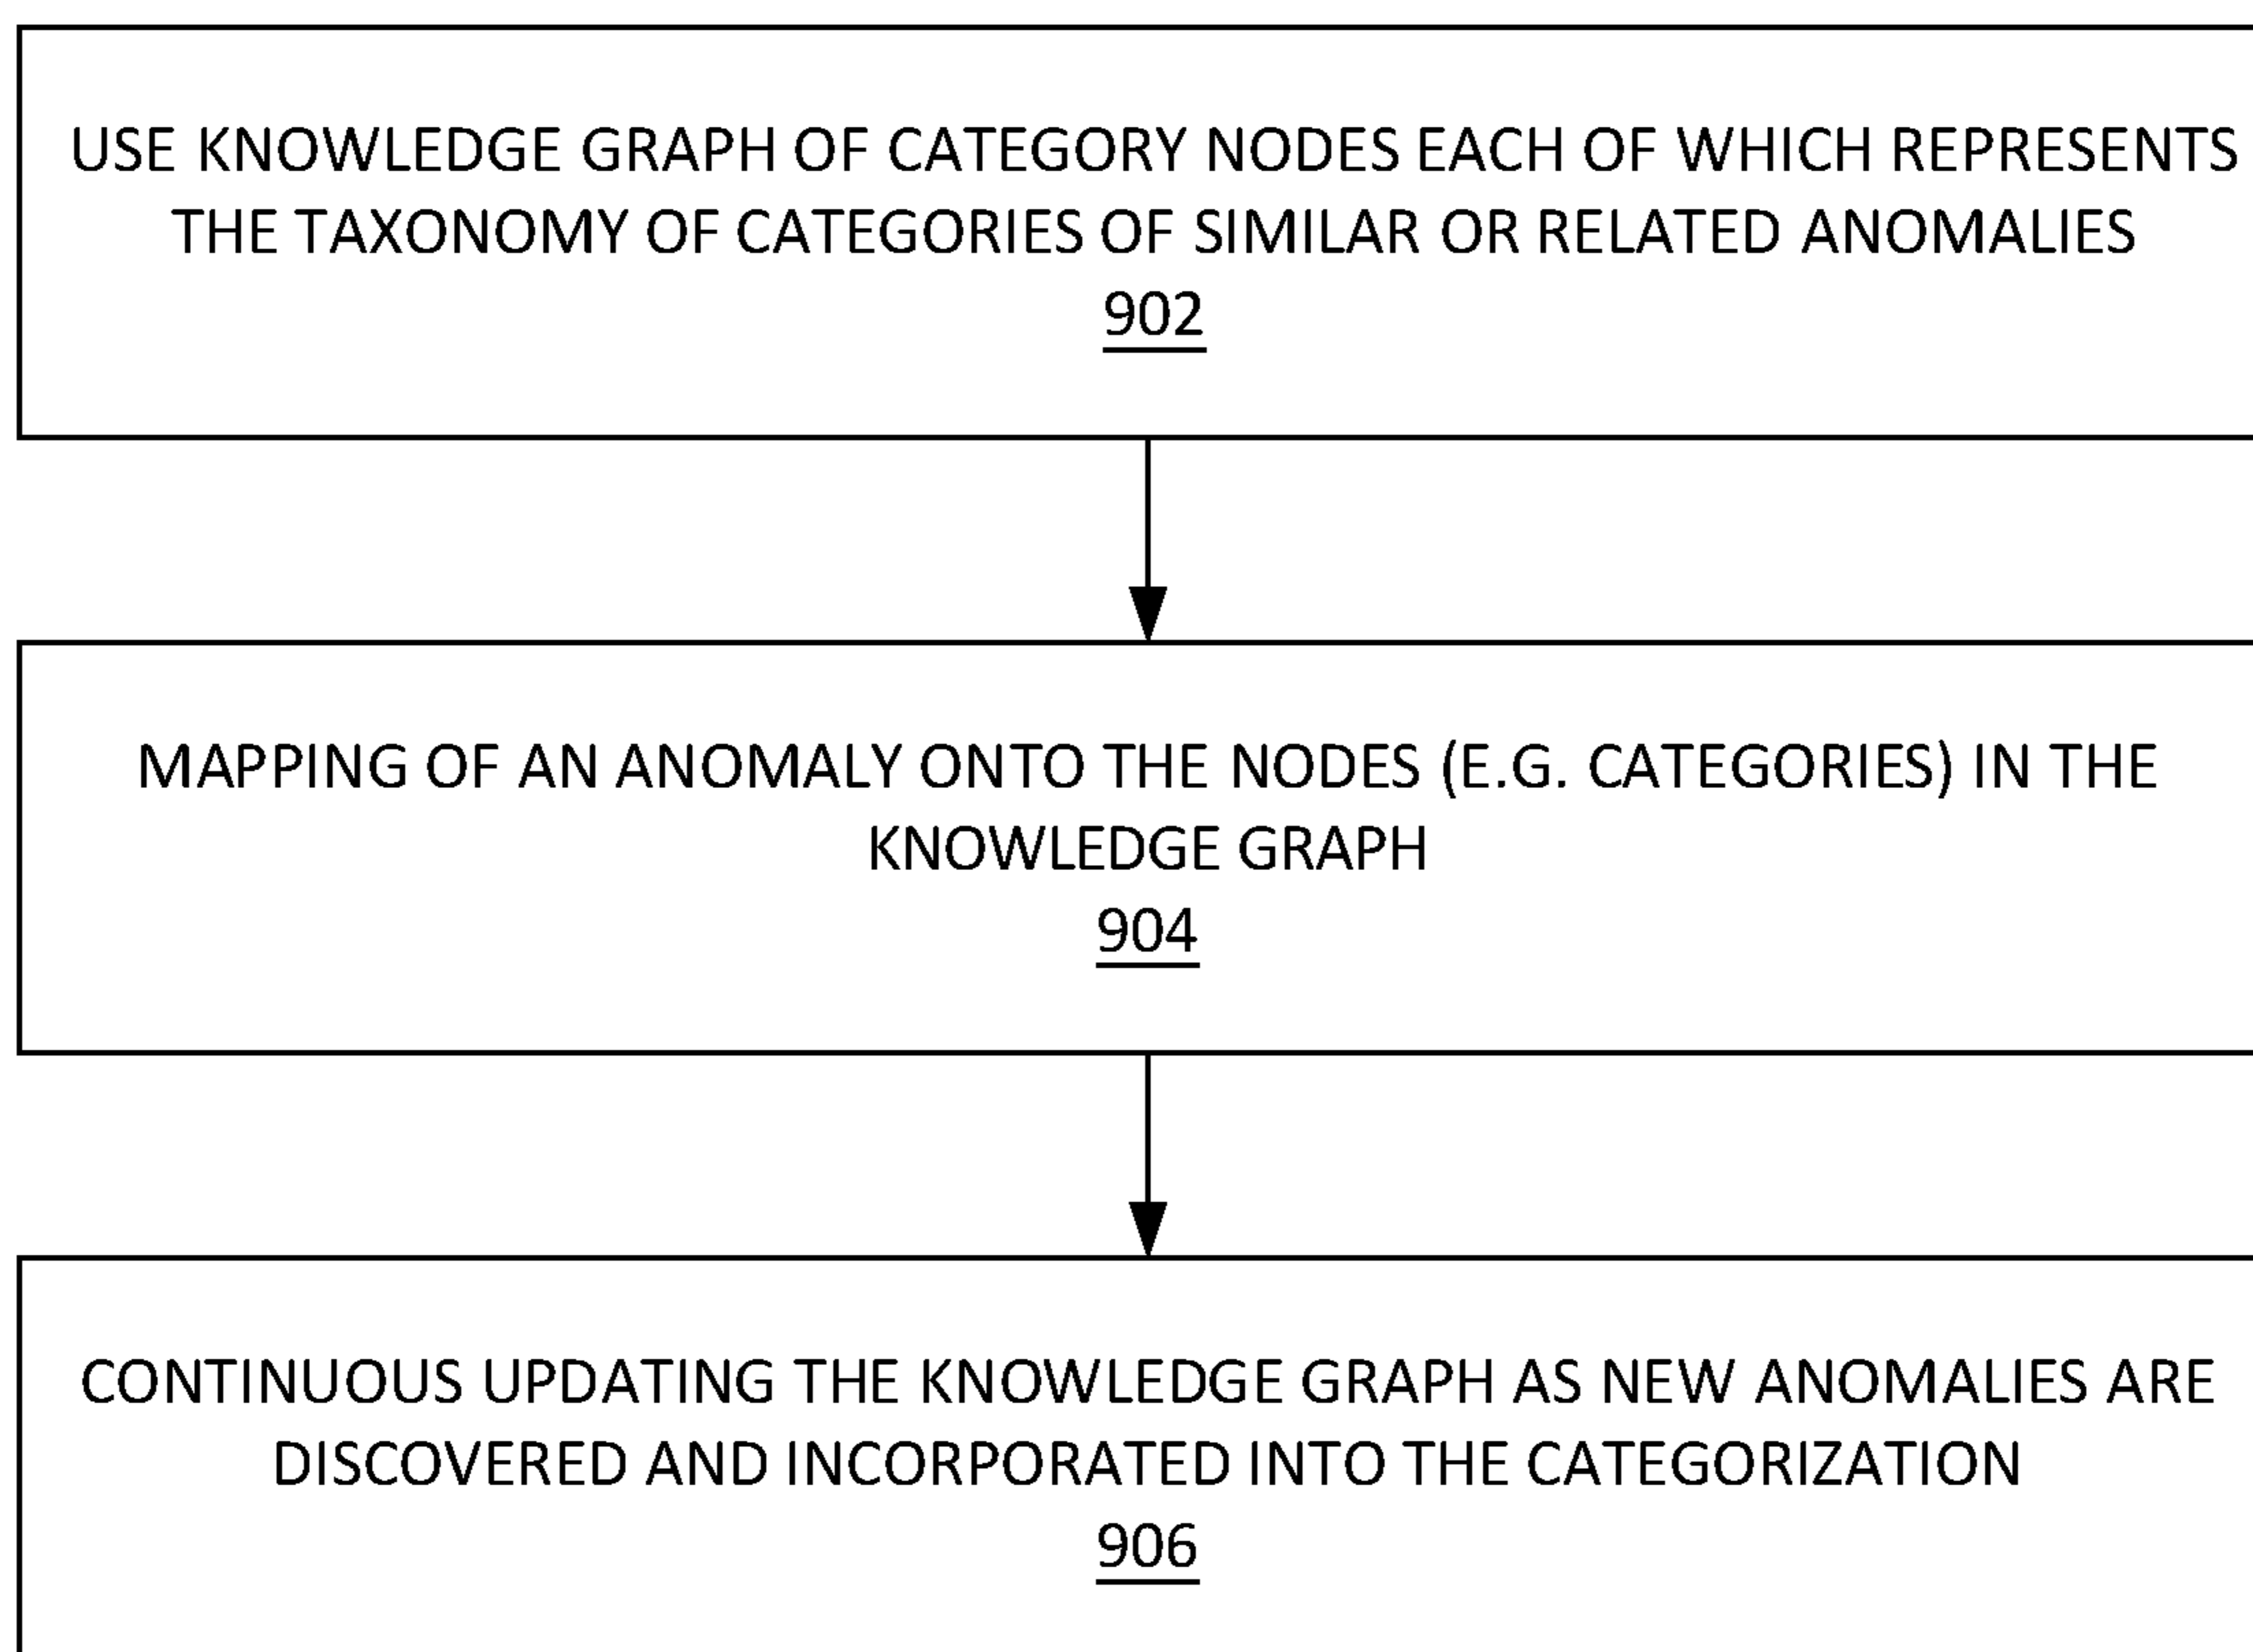 USE KNOWLEDGE GRAPH OF CATEGORY NODES EACH OF WHICH REPRESENTS
THE TAXONOMY OF CATEGORIES OF SIMILAR OR RELATED ANOMALIES
902
MAPPING OF AN ANOMALY ONTO THE NODES (E.G. CATEGORIES) IN THE
KNOWLEDGE GRAPH
904
CONTINUOUS UPDATING THE KNOWLEDGE GRAPH AS NEW ANOMALIES ARE
DISCOVERED AND INCORPORATED INTO THE CATEGORIZATION
906